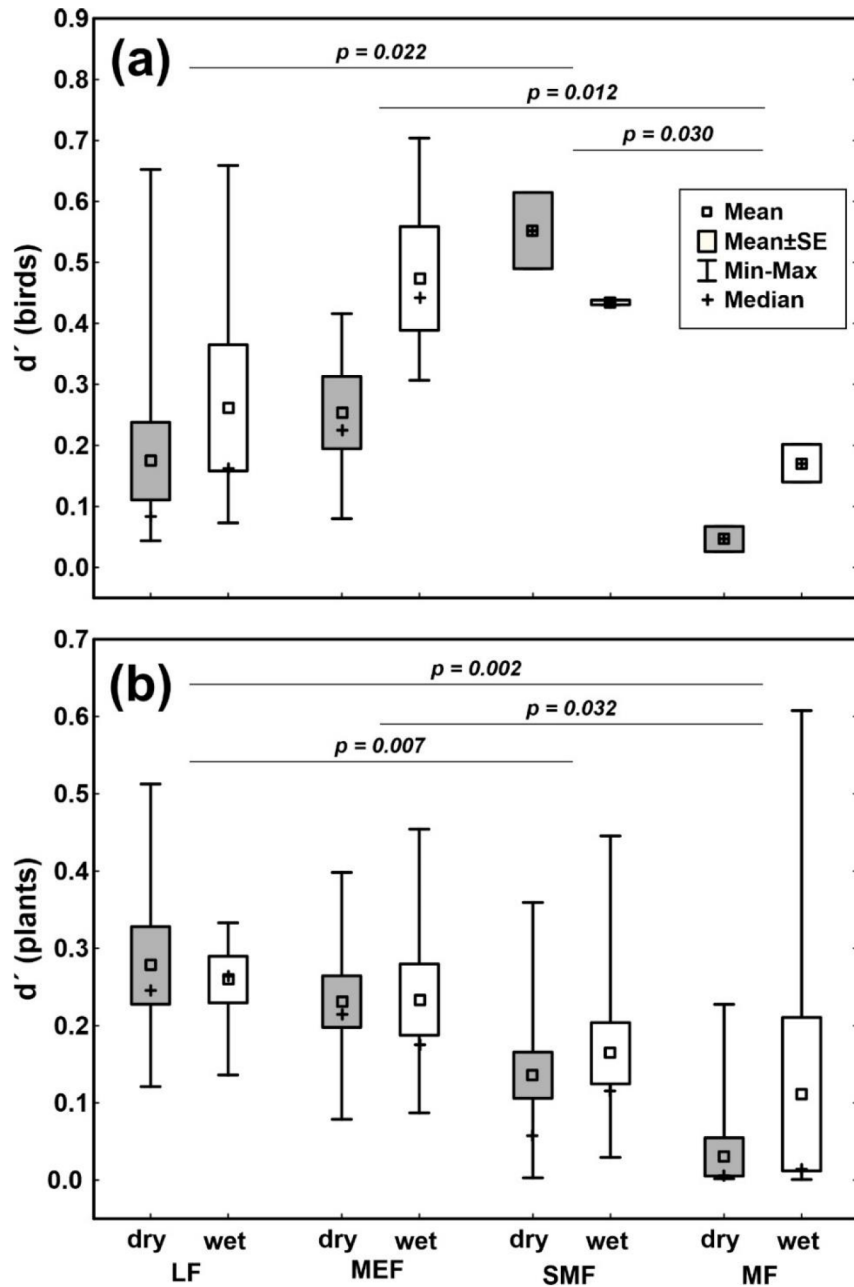 (a)
p = 0.022
p = 0.012
p = 0.030
Mean
Mean±SE
Min-Max
Median
d´ (birds)
0.9
0.8
0.7
0.6
0.5
0.4
0.3
0.2
0.1
0.0
(b)
p = 0.002
p = 0.032
p = 0.007
d´ (plants)
0.7
0.6
0.5
0.4
0.3
0.2
0.1
0.0
dry wet dry wet dry wet dry wet
LF MEF SMF MF